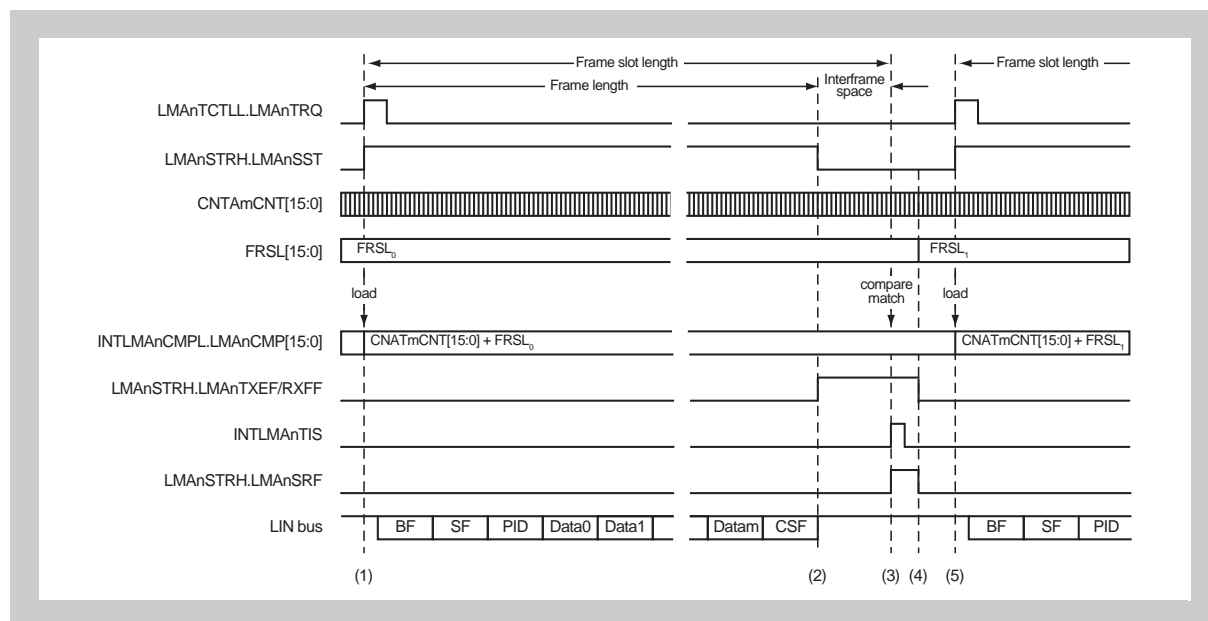 Frame slot length
Frame slot length
Frame length
Interframe
space
LMAnTCTLL.LMAnTRQ
LMAnSTRH.LMAnSST
CNTAmCNT[15:0]
FRSL[15:0]
FRSL₀
FRSL₁
load
compare
match
load
INTLMAnCMPL.LMAnCMP[15:0]
CNATmCNT[15:0] + FRSL₀
CNATmCNT[15:0] + FRSL₁
LMAnSTRH.LMAnTXEF/RXFF
INTLMAnTIS
LMAnSTRH.LMAnSRF
LIN bus
BF SF PID Data0 Data1 Datam CSF BF SF PID
(1) (2) (3) (4) (5)